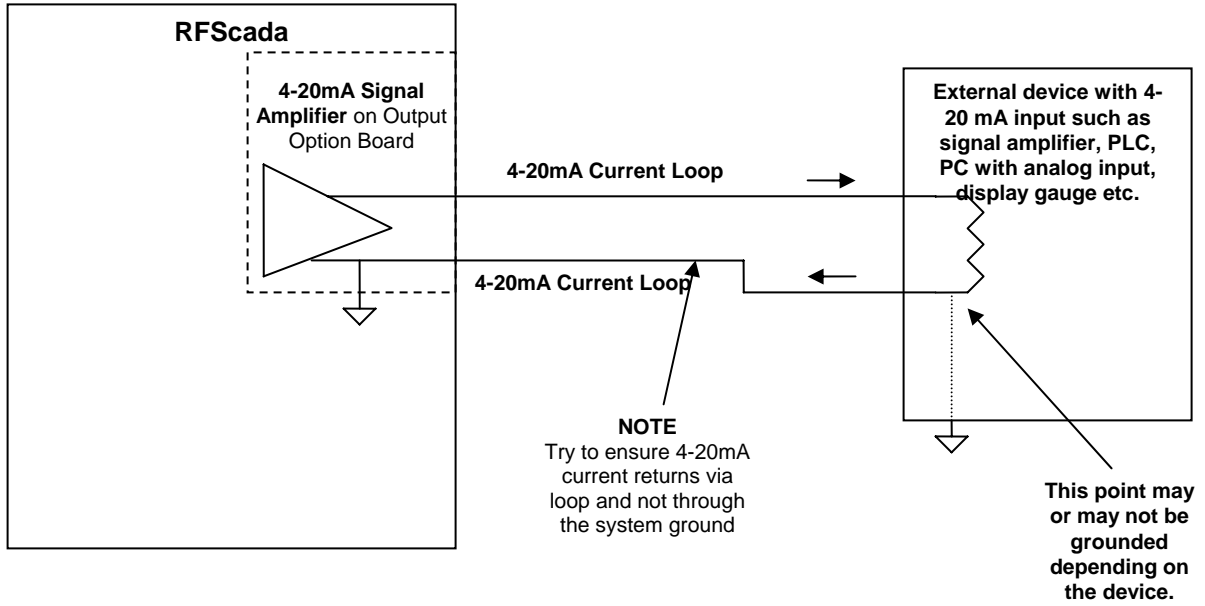 RFScada
4-20mA Signal
Amplifier on Output
Option Board
4-20mA Current Loop
4-20mA Current Loop
External device with 4-
20 mA input such as
signal amplifier, PLC,
PC with analog input,
display gauge etc.
NOTE
Try to ensure 4-20mA
current returns via
loop and not through
the system ground
This point may
or may not be
grounded
depending on
the device.